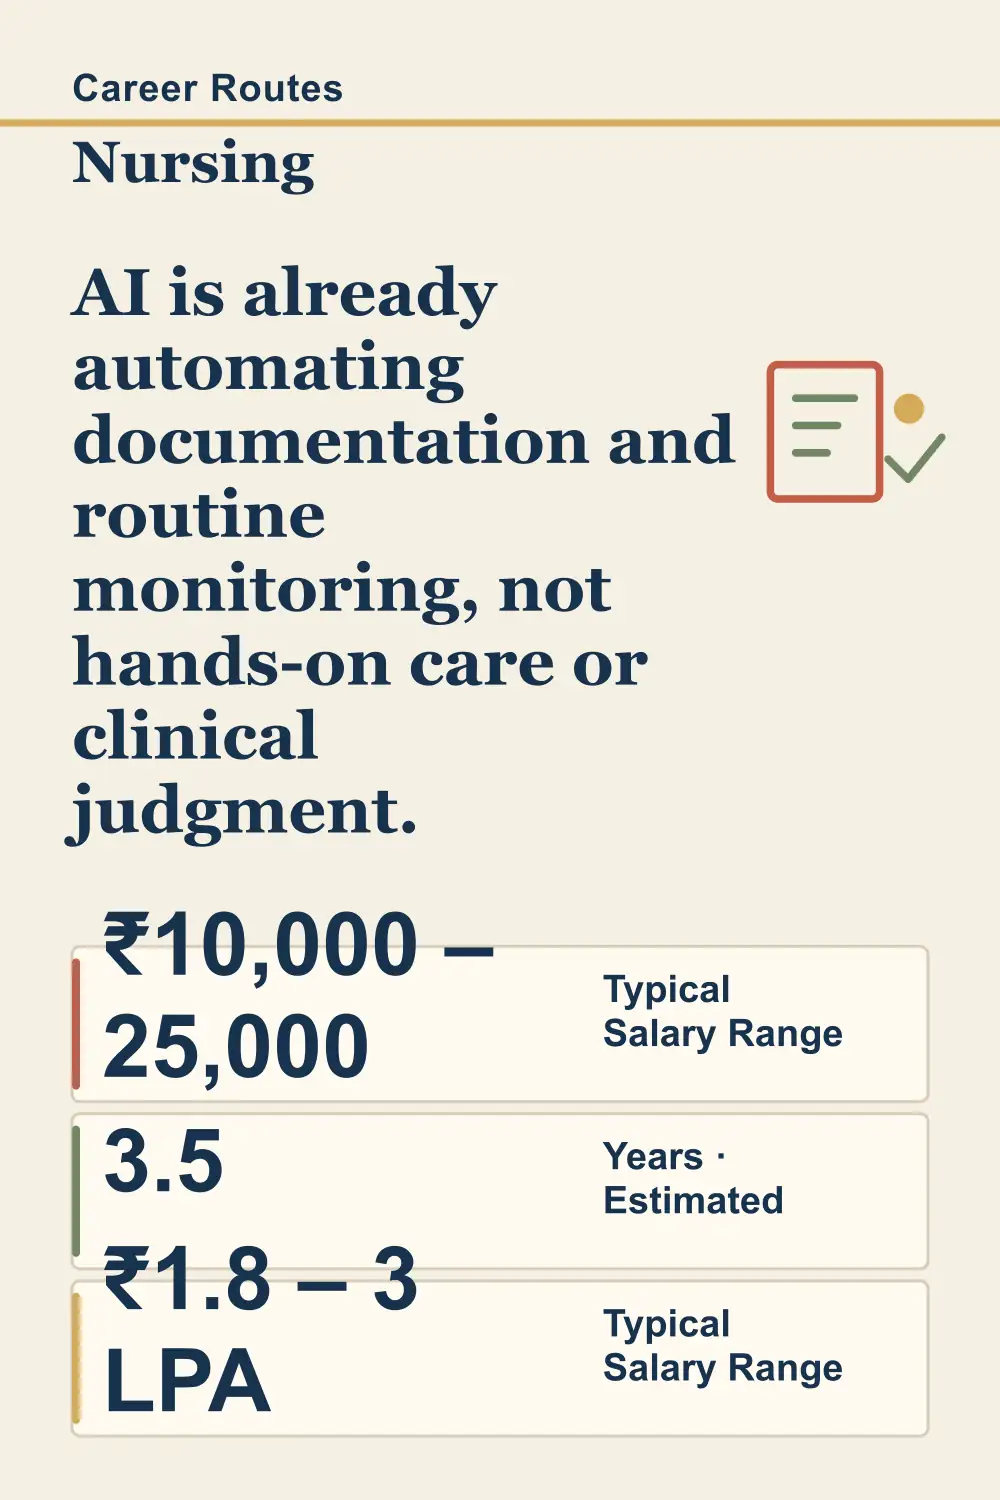 Career Routes
Nursing
AI is already
automating
documentation and
routine
monitoring, not
hands-on care or
clinical
judgment.
₹10,000 –
25,000
Typical
Salary Range
3.5
Years ·
Estimated
₹1.8 – 3
LPA
Typical
Salary Range